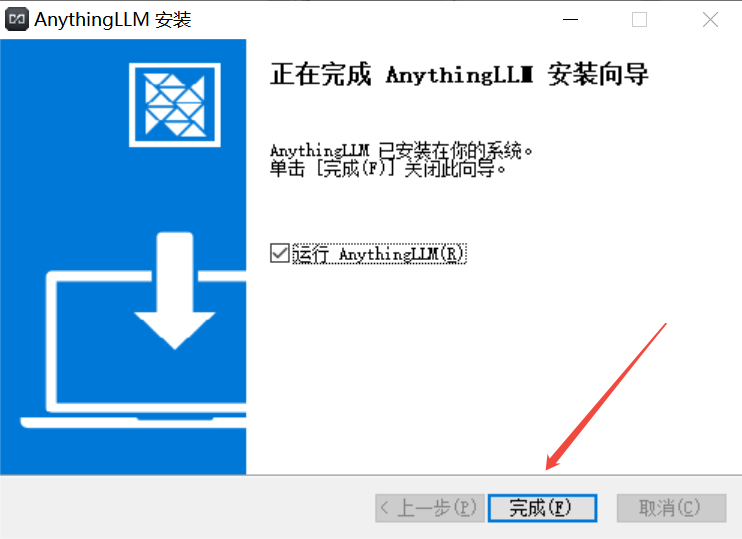 AnythingLLM 安装
正在完成 AnythingLLM 安装向导
AnythingLLM 已安装在你的系统。
单击 [完成(F)] 关闭此向导。
运行 AnythingLLM(R)
< 上一步(P) 完成(F) 取消(C)